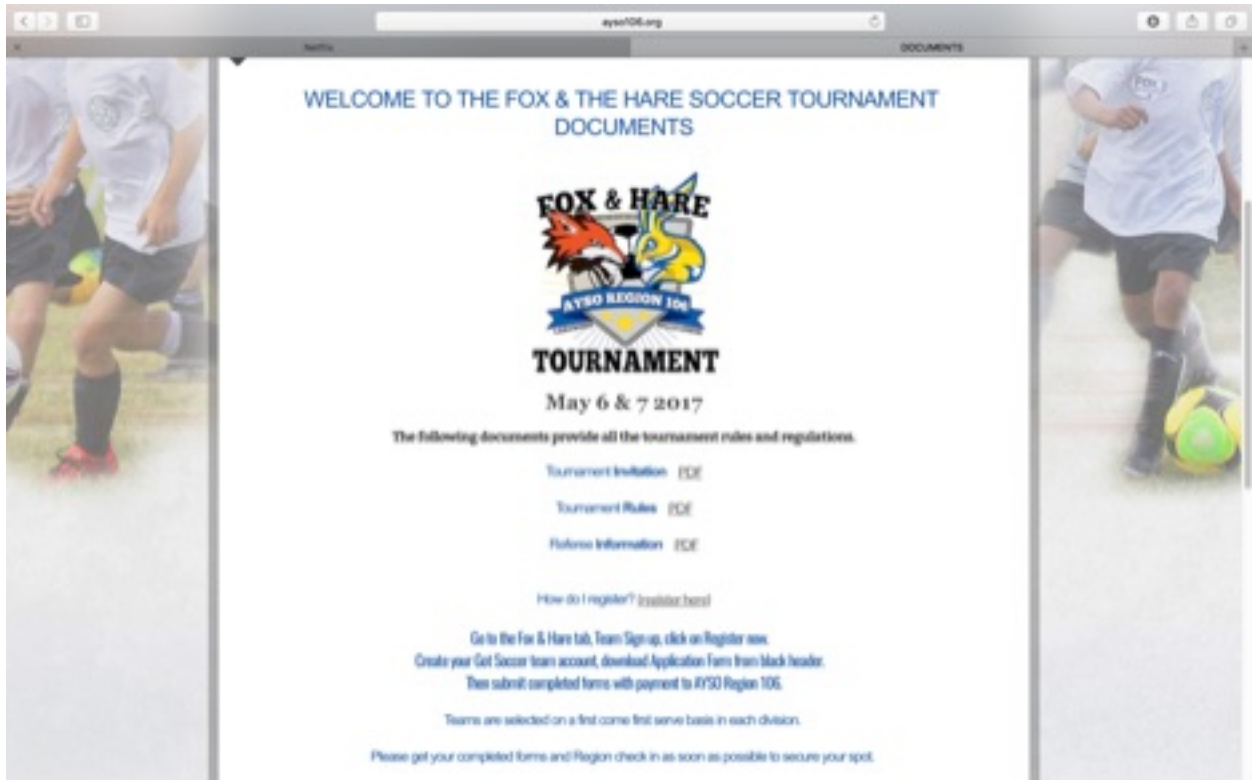 ayso106.org
Netflix
DOCUMENTS
WELCOME TO THE FOX & THE HARE SOCCER TOURNAMENT
DOCUMENTS
FOX & HARE
AYSO REGION 106
TOURNAMENT
May 6 & 7 2017
The following documents provide all the tournament rules and regulations.
Tournament Invitation PDF
Tournament Rules PDF
Referee Information PDF
How do I register? (register here)
Go to the Fox & Hare tab, Team Sign up, click on Register now.
Create your Got Soccer team account, download Application Form from black header.
Then submit completed forms with payment to AYSO Region 106.
Teams are selected on a first come first serve basis in each division.
Please get your completed forms and Region check in as soon as possible to secure your spot.